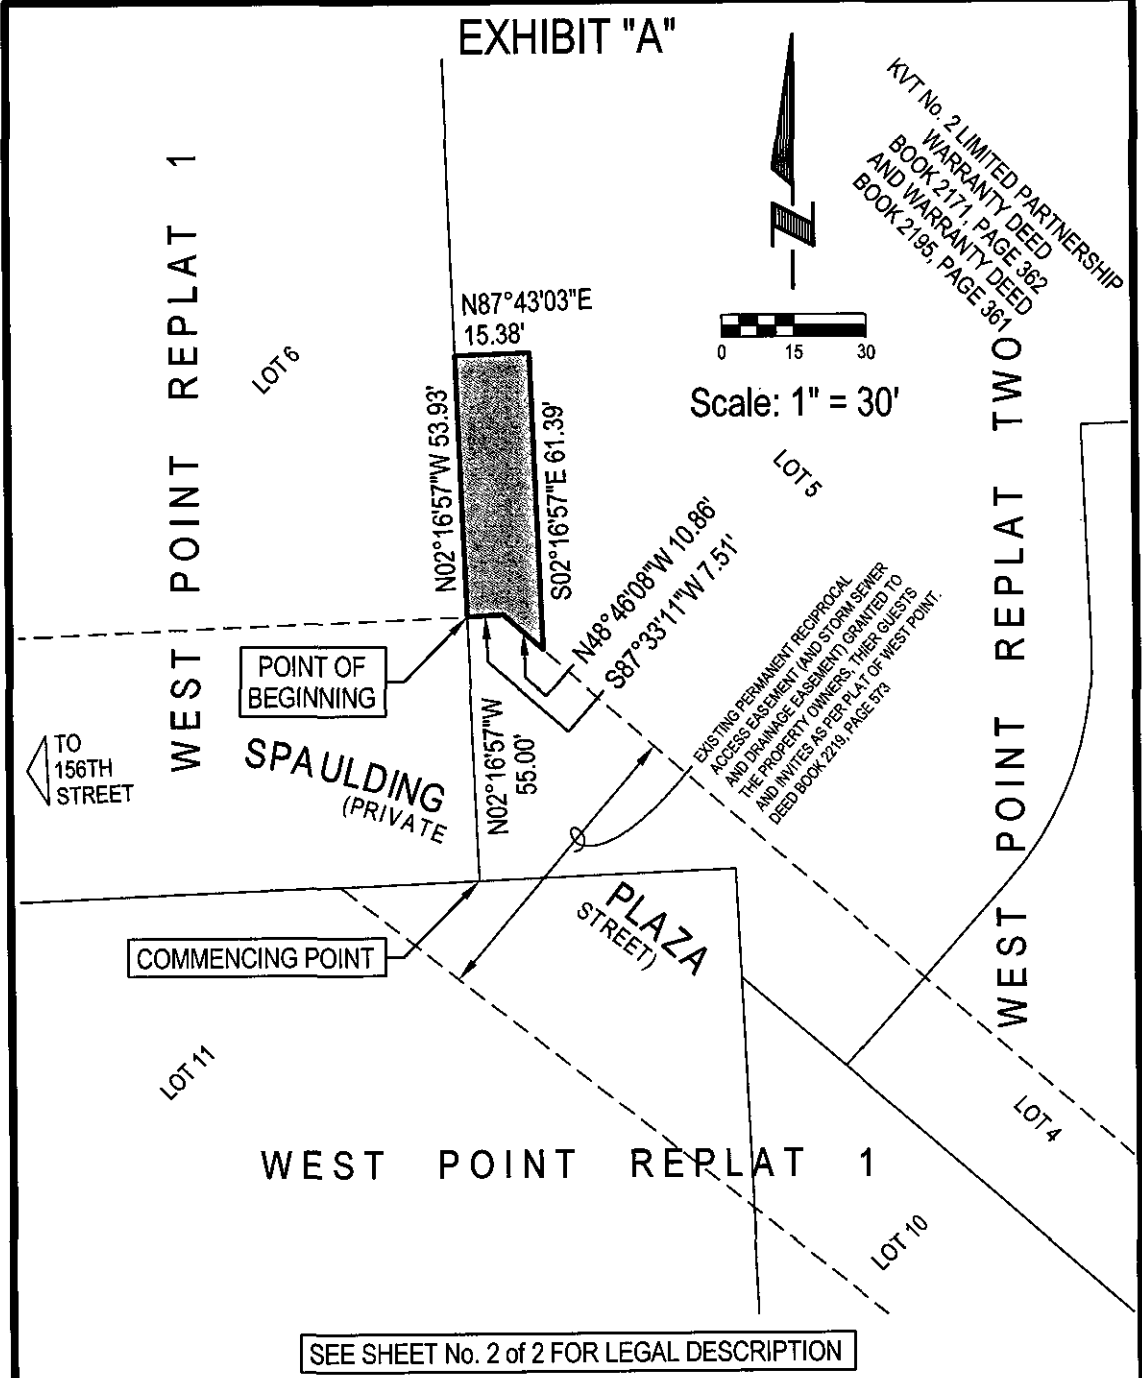 EXHIBIT "A"
KVT No. 2 LIMITED PARTNERSHIP
WARRANTY DEED
BOOK 2171, PAGE 362
AND WARRANTY DEED
BOOK 2195, PAGE 361
WEST POINT REPLAT 1
LOT 6
N87°43'03"E
15.38'
0 15 30
Scale: 1" = 30'
N02°16'57"W 53.93'
S02°16'57"E 61.39'
LOT 5
WEST POINT REPLAT TWO
N48°46'08"W 10.86'
S87°33'11"W 7.51'
EXISTING PERMANENT RECIPROCAL
ACCESS EASEMENT (AND STORM SEWER
AND DRAINAGE EASEMENT) GRANTED TO
THE PROPERTY OWNERS, THIER GUESTS
AND INVITES AS PER PLAT OF WEST POINT.
DEED BOOK 2219, PAGE 573
POINT OF
BEGINNING
TO
156TH
STREET
SPAULDING
(PRIVATE
N02°16'57"W
55.00'
PLAZA
STREET)
COMMENCING POINT
LOT 11
LOT 4
WEST POINT REPLAT 1
LOT 10
SEE SHEET No. 2 of 2 FOR LEGAL DESCRIPTION